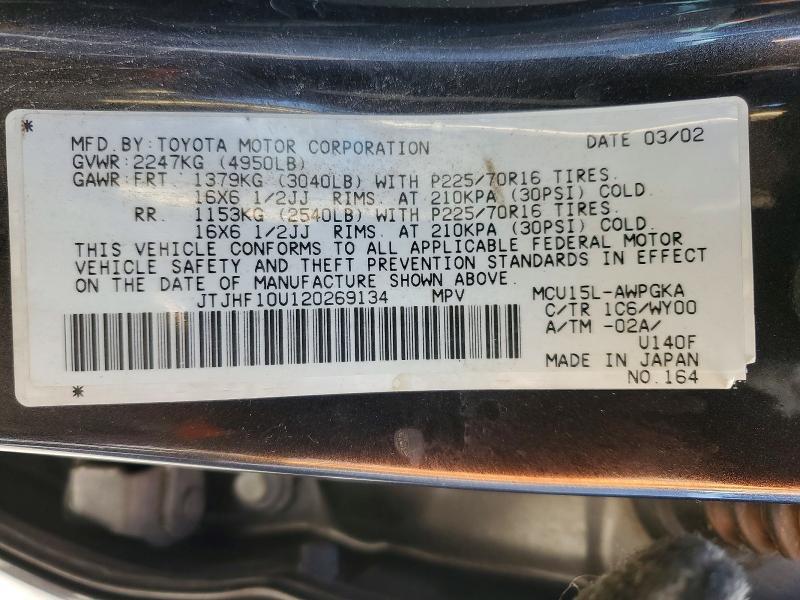 *
MFD.BY:TOYOTA MOTOR CORPORATION DATE 03/02
GVWR:2247KG (4950LB)
GAWR:FRT. 1379KG (3040LB) WITH P225/70R16 TIRES.
16X6 1/2JJ RIMS. AT 210KPA (30PSI) COLD.
RR. 1153KG (2540LB) WITH P225/70R16 TIRES.
16X6 1/2JJ RIMS. AT 210KPA (30PSI) COLD.
THIS VEHICLE CONFORMS TO ALL APPLICABLE FEDERAL MOTOR
VEHICLE SAFETY AND THEFT PREVENTION STANDARDS IN EFFECT
ON THE DATE OF MANUFACTURE SHOWN ABOVE.
JTJHF10U120269134 MPV MCU15L-AWPGKA
C/TR 1C6/WY00
A/TM -02A/
U140F
MADE IN JAPAN
* NO.164